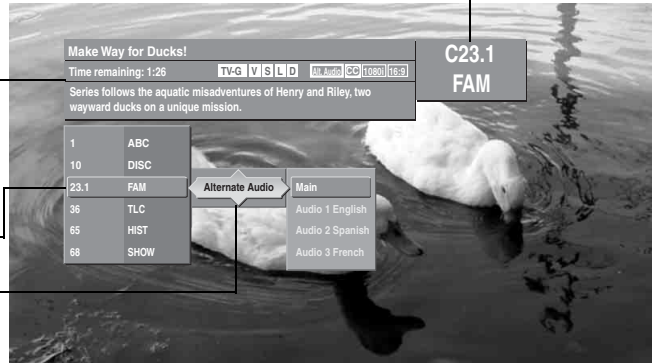 Make Way for Ducks!
Time remaining: 1:26 TV-G V S L D Alt. Audio CC 1080i 16:9
Series follows the aquatic misadventures of Henry and Riley, two
wayward ducks on a unique mission.
C23.1
FAM
1 ABC
10 DISC
23.1 FAM Alternate Audio Main
36 TLC Audio 1 English
65 HIST Audio 2 Spanish
68 SHOW Audio 3 French